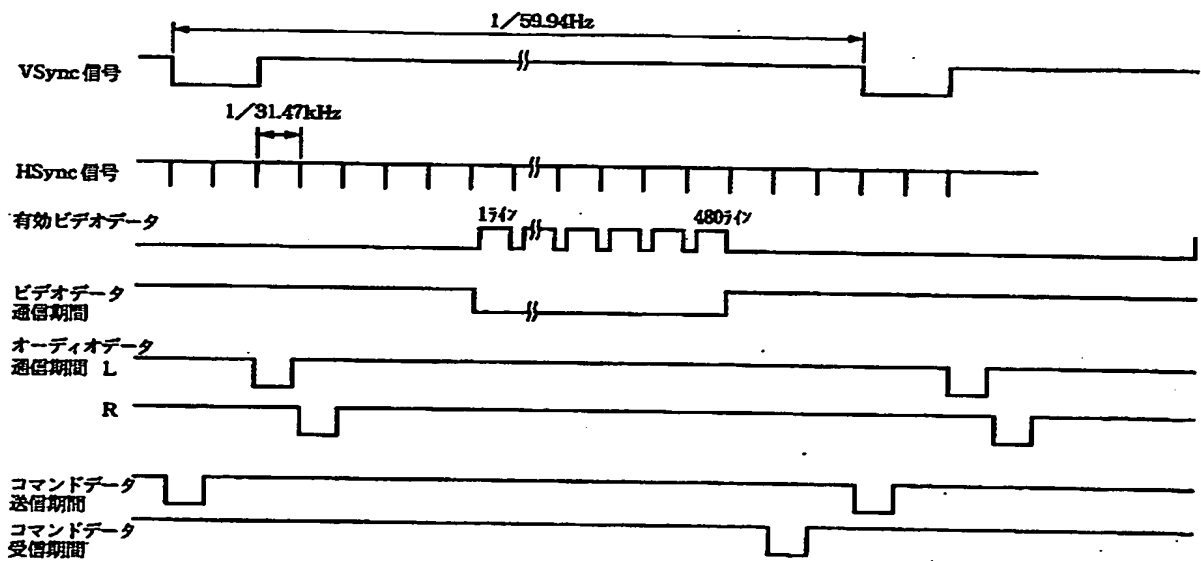 1/59.94Hz
VSync 信号
1/31.47kHz
HSync 信号
有効ビデオデータ
1ライン
480ライン
ビデオデータ
通信期間
オーディオデータ
通信期間 L
R
コマンドデータ
送信期間
コマンドデータ
受信期間